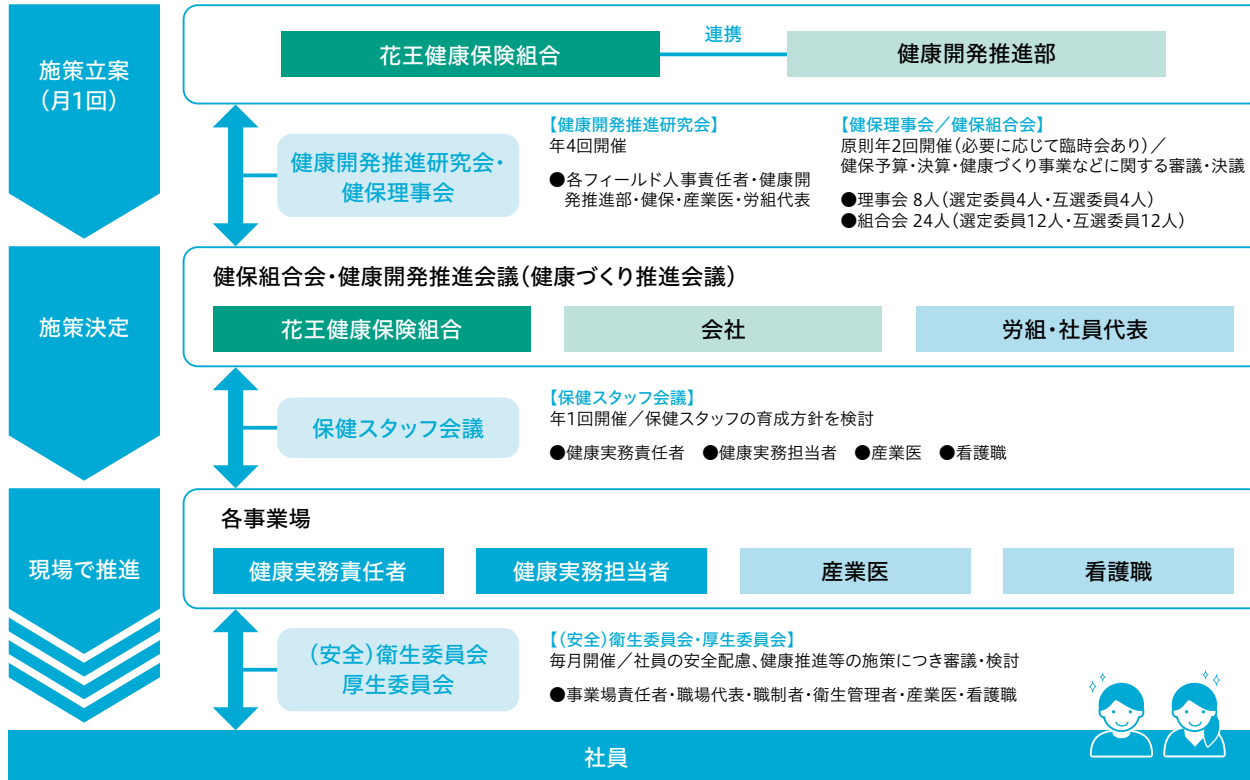 施策立案
（月1回）
花王健康保険組合
連携
健康開発推進部
健康開発推進研究会・
健保理事会
【健康開発推進研究会】
年4回開催
●各フィールド人事責任者・健康開
発推進部・健保・産業医・労組代表
【健保理事会／健保組合会】
原則年2回開催（必要に応じて臨時会あり）／
健保予算・決算・健康づくり事業などに関する審議・決議
●理事会 8人（選定委員4人・互選委員4人）
●組合会 24人（選定委員12人・互選委員12人）
施策決定
健保組合会・健康開発推進会議（健康づくり推進会議）
花王健康保険組合
会社
労組・社員代表
保健スタッフ会議
【保健スタッフ会議】
年1回開催／保健スタッフの育成方針を検討
●健康実務責任者 ●健康実務担当者 ●産業医 ●看護職
現場で推進
各事業場
健康実務責任者
健康実務担当者
産業医
看護職
（安全）衛生委員会
厚生委員会
【（安全）衛生委員会・厚生委員会】
毎月開催／社員の安全配慮、健康推進等の施策につき審議・検討
●事業場責任者・職場代表・職制者・衛生管理者・産業医・看護職
社員